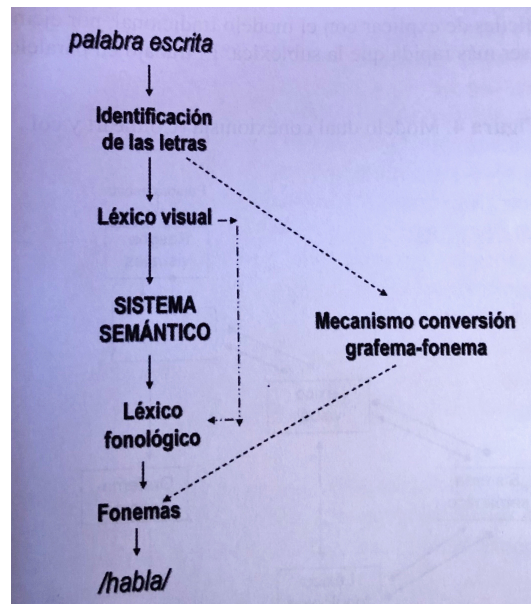 palabra escrita
Identificación
de las letras
Léxico visual
SISTEMA
SEMÁNTICO
Mecanismo conversión
grafema-fonema
Léxico
fonológico
Fonemas
/habla/